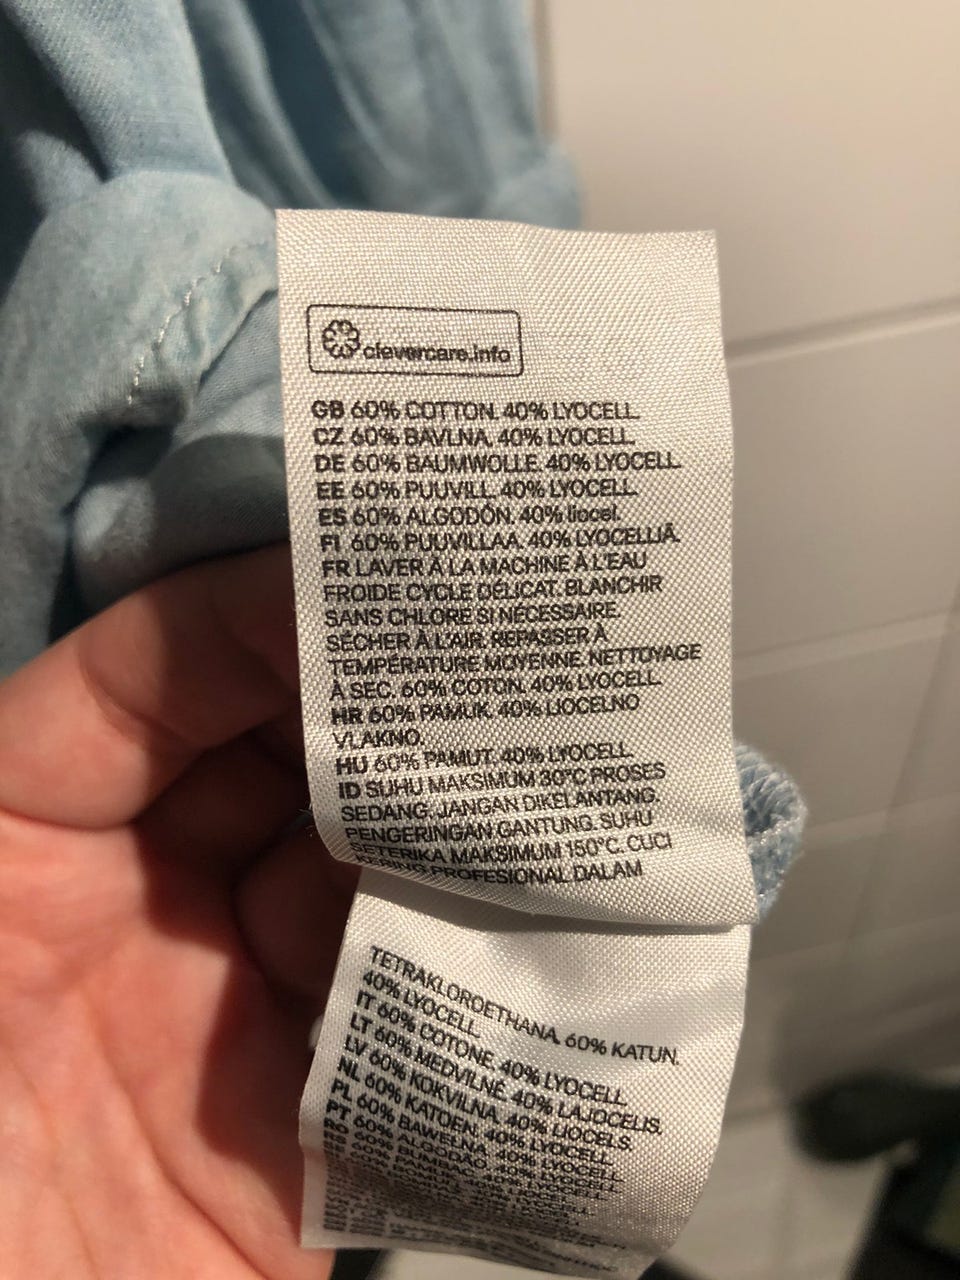 clevercare.info
GB 60% COTTON. 40% LYOCELL.
CZ 60% BAVLNA. 40% LYOCELL.
DE 60% BAUMWOLLE. 40% LYOCELL.
EE 60% PUUVILL. 40% LYOCELL.
ES 60% ALGODÓN. 40% liocel.
FI 60% PUUVILLAA. 40% LYOCELLIÄ.
FR LAVER À LA MACHINE À L'EAU
FROIDE CYCLE DÉLICAT. BLANCHIR
SANS CHLORE SI NÉCESSAIRE.
SÉCHER À L'AIR. REPASSER À
TEMPÉRATURE MOYENNE. NETTOYAGE
À SEC. 60% COTON. 40% LYOCELL.
HR 60% PAMUK. 40% LIOCELNO
VLAKNO.
HU 60% PAMUT. 40% LYOCELL.
ID SUHU MAKSIMUM 30°C PROSES
SEDANG. JANGAN DIKELANTANG.
PENGERINGAN GANTUNG. SUHU
SETERIKA MAKSIMUM 150°C. CUCI
KERING PROFESIONAL DALAM
TETRAKLOROETHANA. 60% KATUN.
40% LYOCELL.
IT 60% COTONE. 40% LYOCELL.
LT 60% MEDVILNĖ. 40% LAJOCELIS.
LV 60% KOKVILNA. 40% LIOCELS.
NL 60% KATOEN. 40% LYOCELL.
PL 60% BAWEŁNA. 40% LYOCELL.
PT 60% ALGODÃO. 40% LIOCEL.
RO 60% BUMBAC.